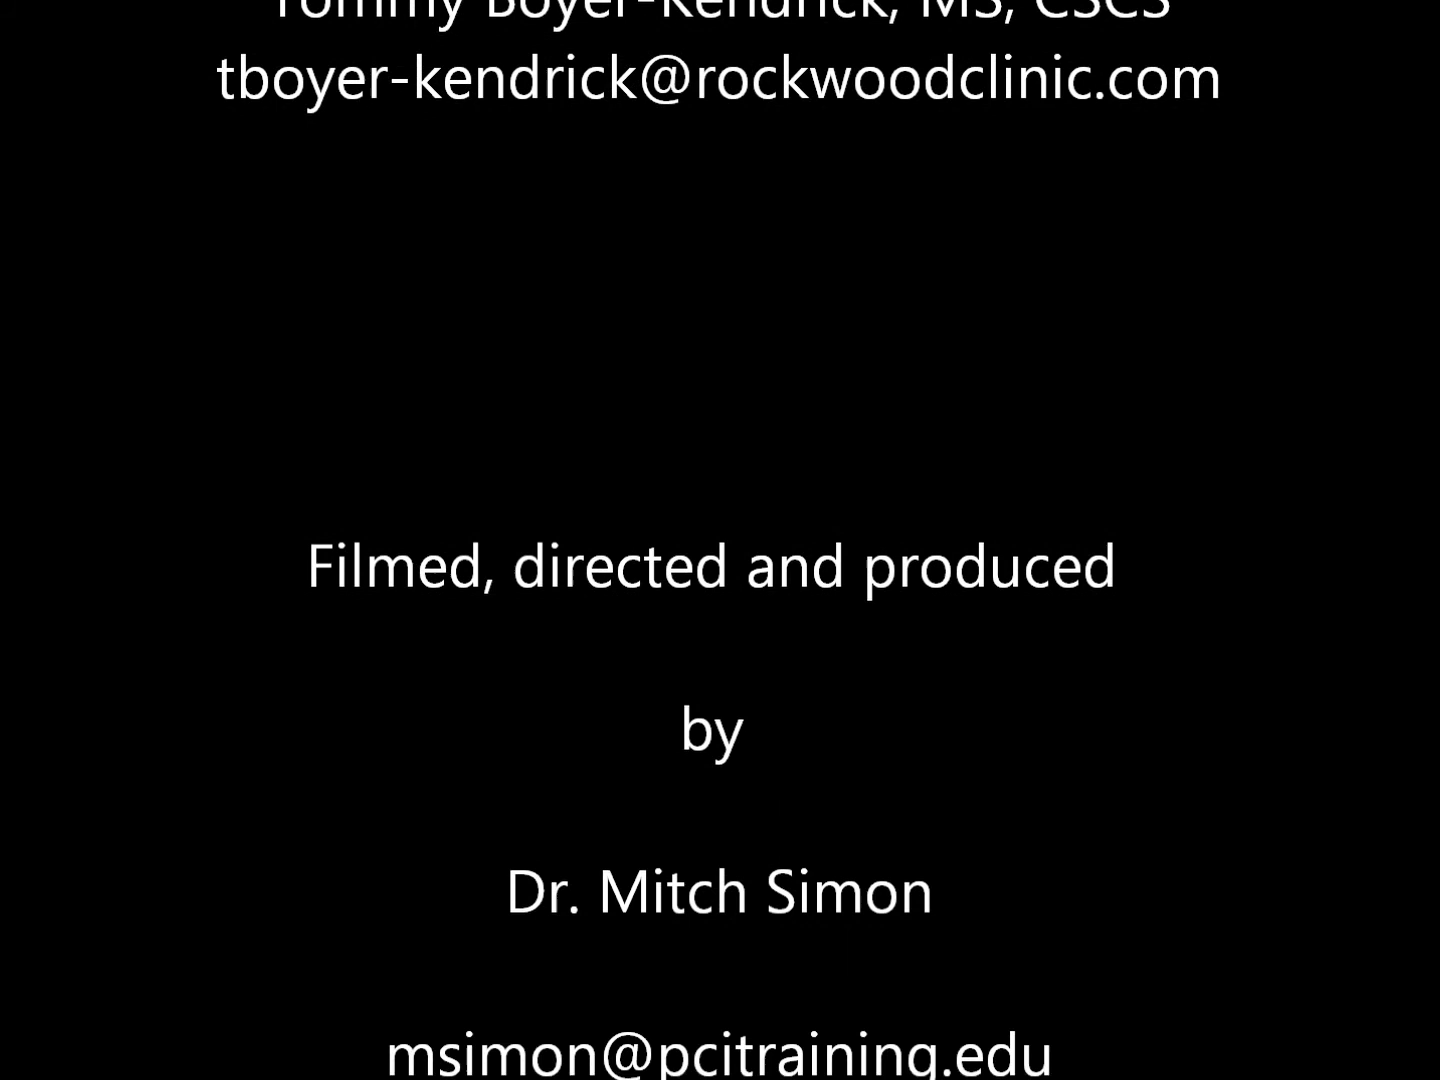 Tommy Boyer-Kendrick, MS, CSCS
tboyer-kendrick@rockwoodclinic.com
Filmed, directed and produced
by
Dr. Mitch Simon
msimon@pcitraining.edu